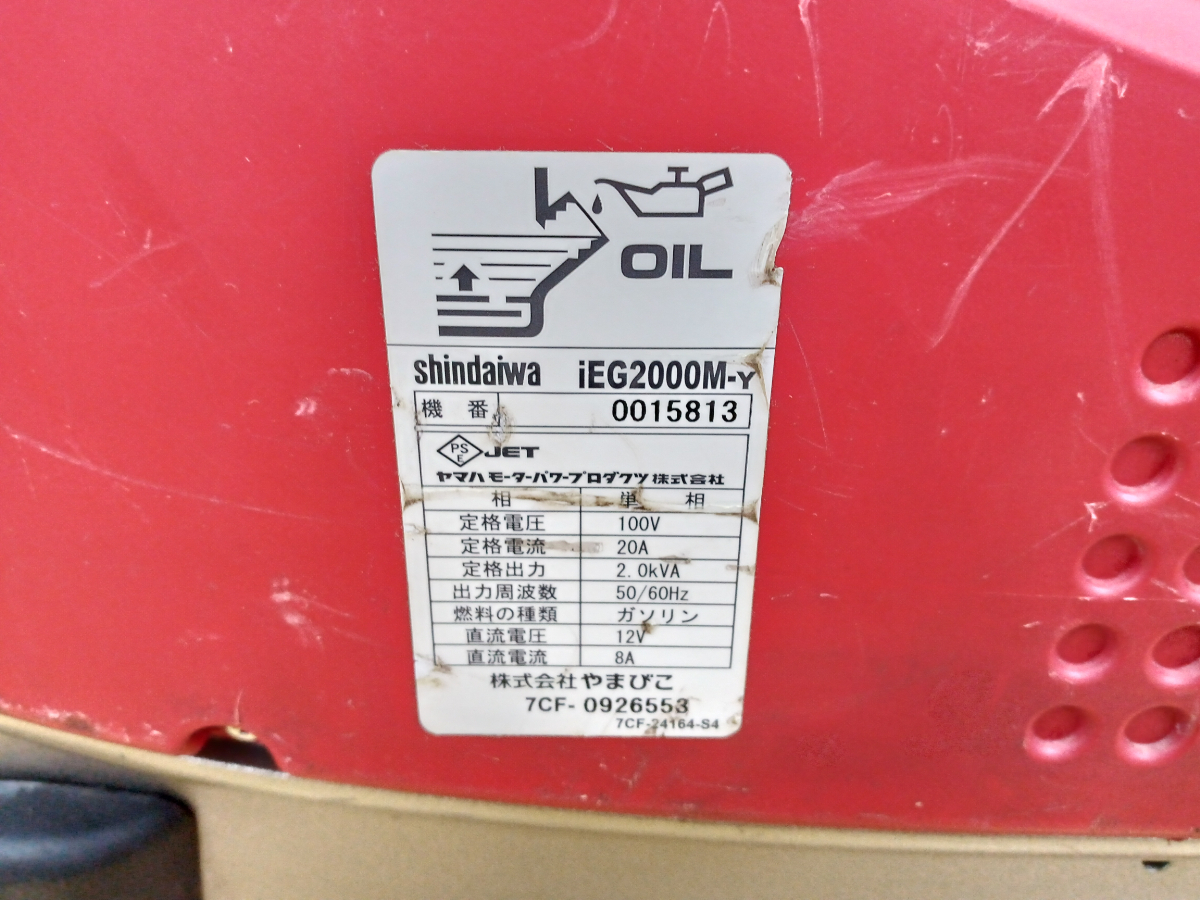 OIL
shindaiwa iEG2000M-Y
機番 0015813
PS E JET
ヤマハモーターパワープロダクツ株式会社
相 単相
定格電圧 100V
定格電流 20A
定格出力 2.0kVA
出力周波数 50/60Hz
燃料の種類 ガソリン
直流電圧 12V
直流電流 8A
株式会社やまびこ
7CF-0926553
7CF-24164-S4